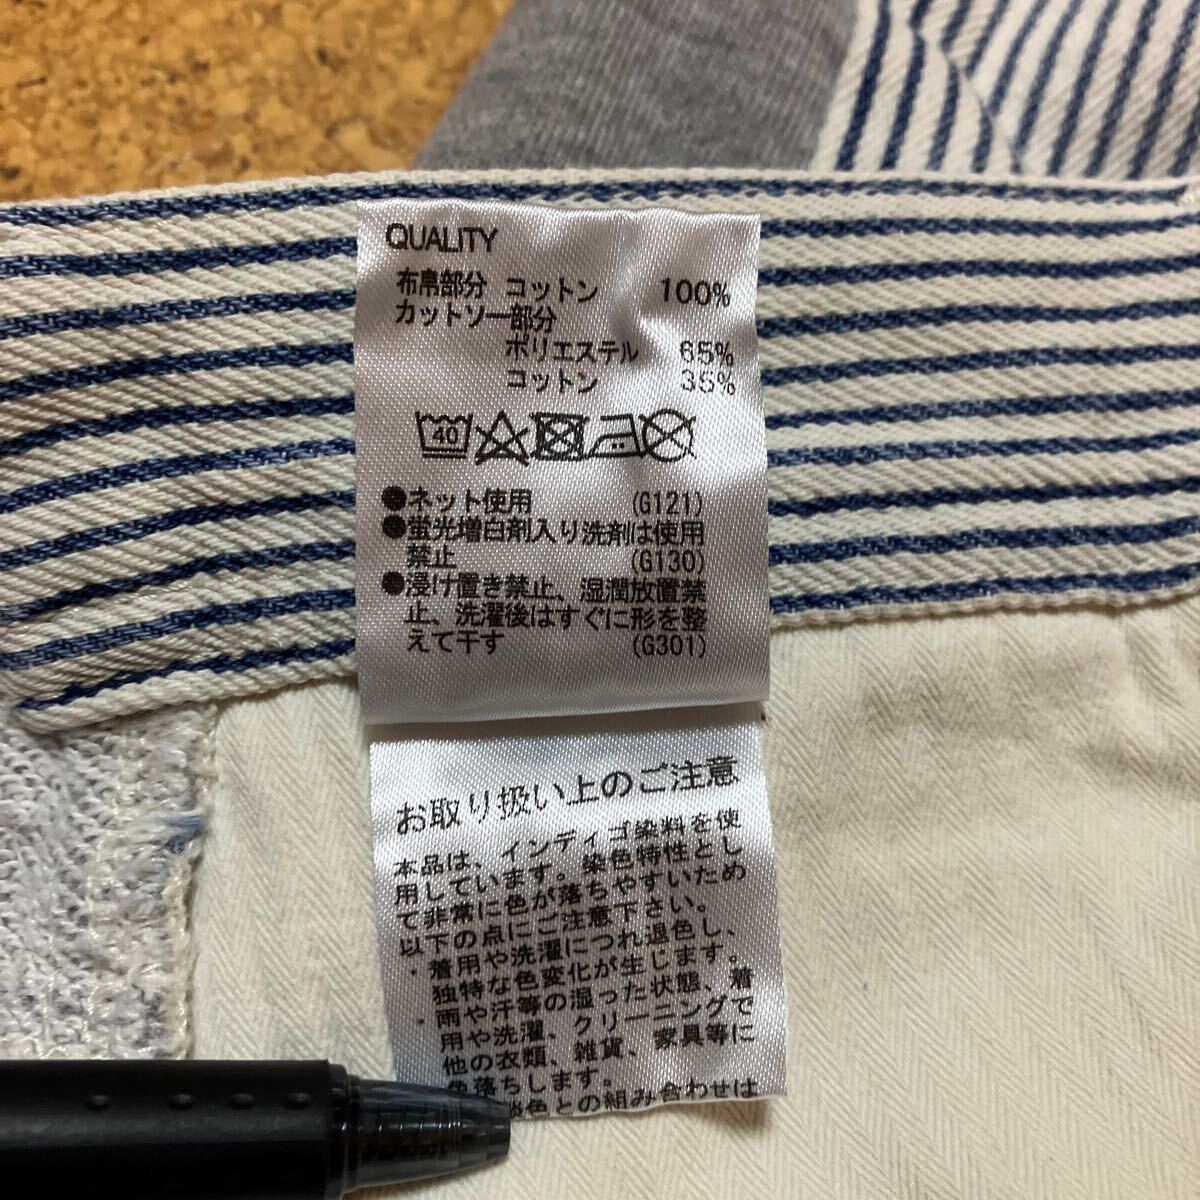 QUALITY
布帛部分 コットン 100%
カットソー部分
ポリエステル 65%
コットン 35%
40
●ネット使用 (G121)
●蛍光増白剤入り洗剤は使用
禁止 (G130)
●浸け置き禁止、湿潤放置禁
止、洗濯後はすぐに形を整
えて干す (G301)
お取り扱い上のご注意
本品は、インディゴ染料を使
用しています。染色特性とし
て非常に色が落ちやすいため
以下の点にご注意下さい。
・着用や洗濯につれ退色し、
独特な色変化が生じます。
・雨や汗等の湿った状態、着
用や洗濯、クリーニングで
他の衣類、雑貨、家具等に
色落ちします。
淡色との組み合わせは